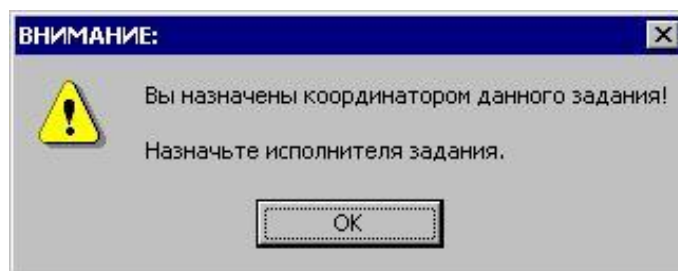 ВНИМАНИЕ:
Вы назначены координатором данного задания!
Назначьте исполнителя задания.
OK